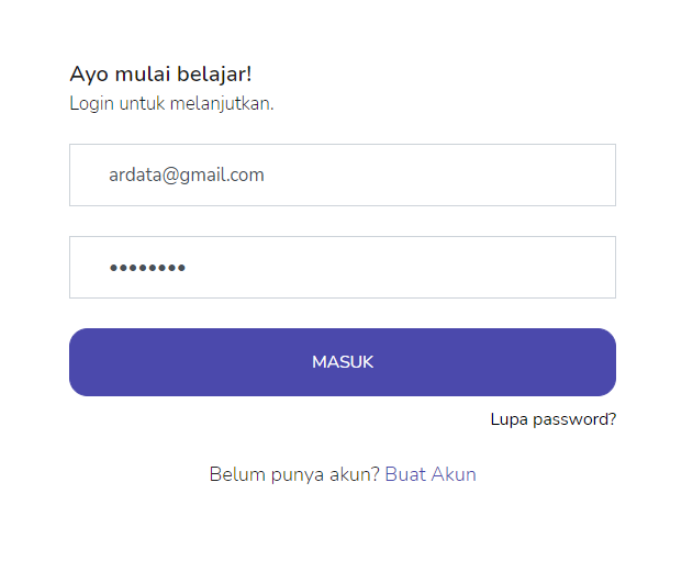 Ayo mulai belajar!
Login untuk melanjutkan.
ardata@gmail.com
••••••••
MASUK
Lupa password?
Belum punya akun? Buat Akun